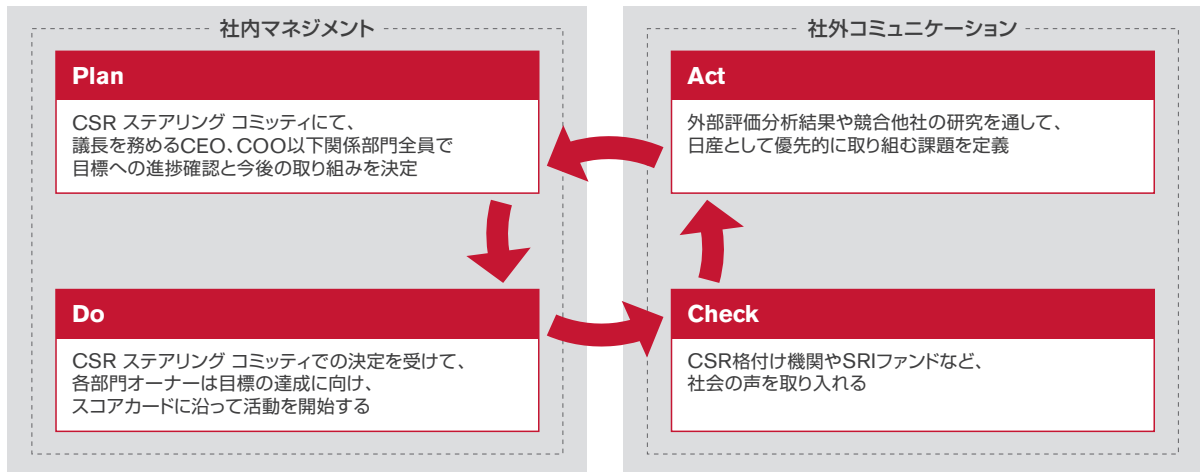 社内マネジメント
Plan
CSR ステアリング コミッティにて、
議長を務めるCEO、COO以下関係部門全員で
目標への進捗確認と今後の取り組みを決定
Do
CSR ステアリング コミッティでの決定を受けて、
各部門オーナーは目標の達成に向け、
スコアカードに沿って活動を開始する
社外コミュニケーション
Act
外部評価分析結果や競合他社の研究を通して、
日産として優先的に取り組む課題を定義
Check
CSR格付け機関やSRIファンドなど、
社会の声を取り入れる